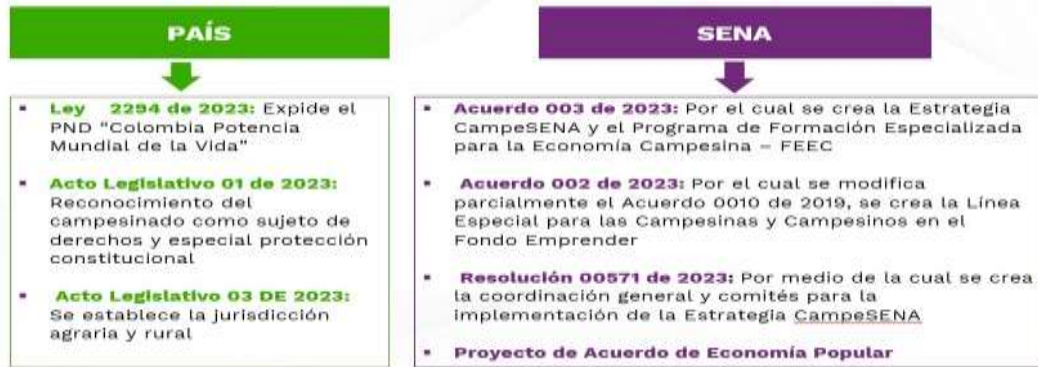 PAÍS
▪ Ley 2294 de 2023: Expide el
PND "Colombia Potencia
Mundial de la Vida"
▪ Acto Legislativo 01 de 2023:
Reconocimiento del
campesinado como sujeto de
derechos y especial protección
constitucional
▪ Acto Legislativo 03 DE 2023:
Se establece la jurisdicción
agraria y rural
SENA
▪ Acuerdo 003 de 2023: Por el cual se crea la Estrategia
CampeSENA y el Programa de Formación Especializada
para la Economía Campesina – FEEC
▪ Acuerdo 002 de 2023: Por el cual se modifica
parcialmente el Acuerdo 0010 de 2019, se crea la Línea
Especial para las Campesinas y Campesinos en el
Fondo Emprender
▪ Resolución 00571 de 2023: Por medio de la cual se crea
la coordinación general y comités para la
implementación de la Estrategia CampeSENA
▪ Proyecto de Acuerdo de Economía Popular